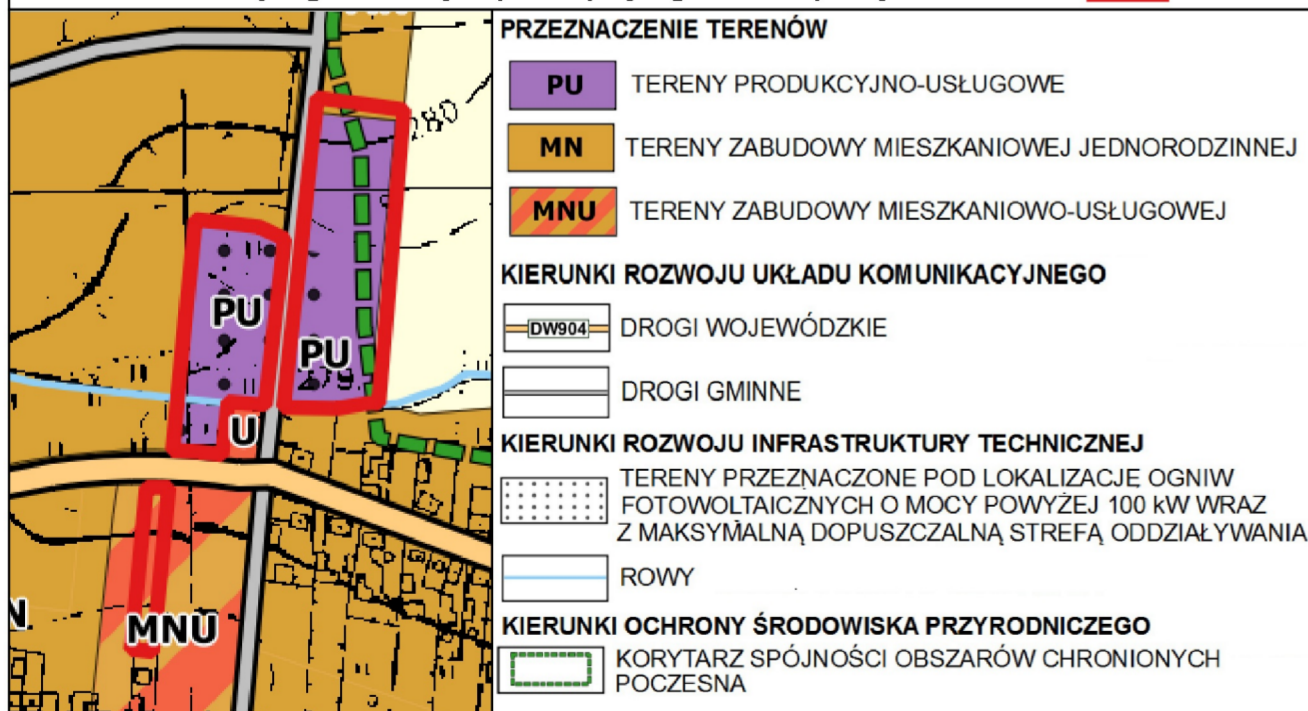 PRZEZNACZENIE TERENÓW
PU TERENY PRODUKCYJNO-USŁUGOWE
MN TERENY ZABUDOWY MIESZKANIOWEJ JEDNORODZINNEJ
MNU TERENY ZABUDOWY MIESZKANIOWO-USŁUGOWEJ
KIERUNKI ROZWOJU UKŁADU KOMUNIKACYJNEGO
DW904 DROGI WOJEWÓDZKIE
DROGI GMINNE
KIERUNKI ROZWOJU INFRASTRUKTURY TECHNICZNEJ
TERENY PRZEZNACZONE POD LOKALIZACJĘ OGNIW
FOTOWOLTAICZNYCH O MOCY POWYŻEJ 100 kW WRAZ
Z MAKSYMALNĄ DOPUSZCZALNĄ STREFĄ ODDZIAŁYWANIA
ROWY
KIERUNKI OCHRONY ŚRODOWISKA PRZYRODNICZEGO
KORYTARZ SPÓJNOŚCI OBSZARÓW CHRONIONYCH
POCZESNA
280
PU
PU
279
U
N
MNU